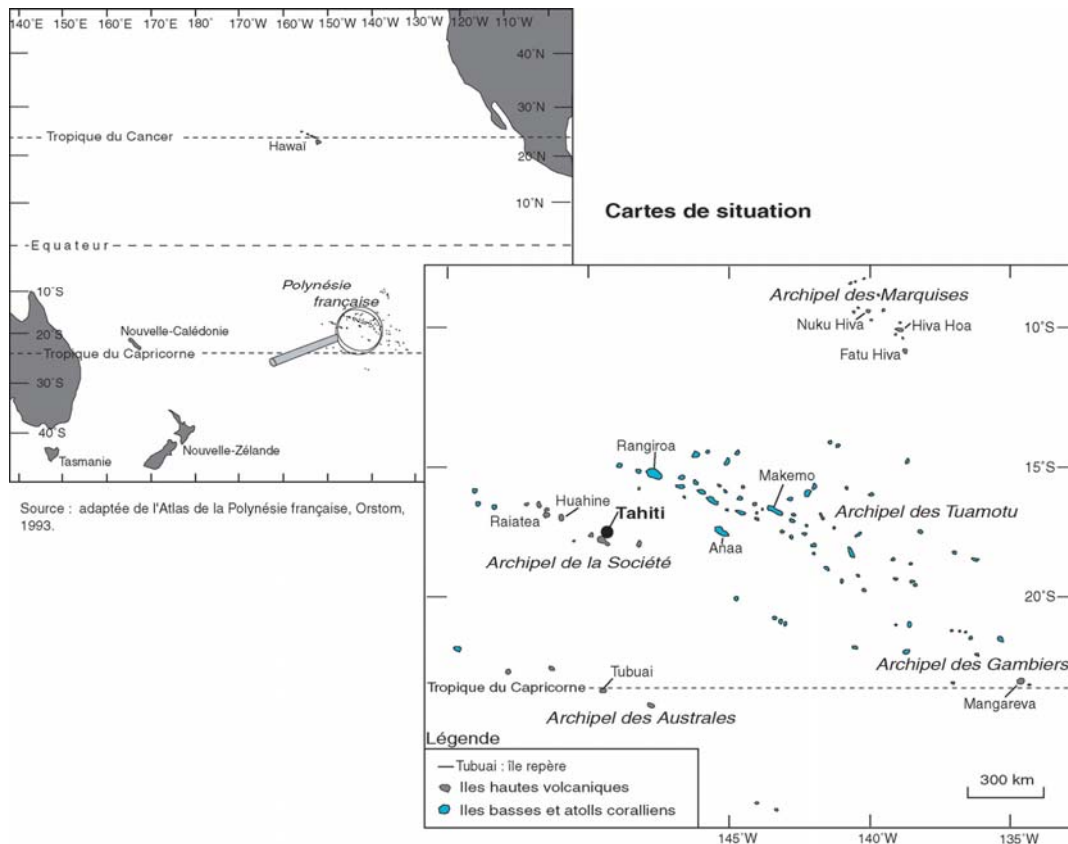 140˚E 150˚E 160˚E 170˚E 180˚W 170˚W 160˚W 150˚W 140˚W 130˚W 120˚W 110˚W
40˚N
30˚N
Tropique du Cancer
Hawaï
20˚N
10˚N
Cartes de situation
Equateur
10˚S
Polynésie
française
Nouvelle-Calédonie
20˚S
Tropique du Capricorne
30˚S
40˚S
Nouvelle-Zélande
Tasmanie
Source : adaptée de l'Atlas de la Polynésie française, Orstom,
1993.
Archipel des Marquises
Nuku Hiva
Hiva Hoa
10˚S
Fatu Hiva
Rangiroa
15˚S
Makemo
Huahine
Raiatea
Tahiti
Archipel des Tuamotu
Anaa
Archipel de la Société
20˚S
Archipel des Gambiers
Tubuai
Tropique du Capricorne
Mangareva
Archipel des Australes
Légende
Tubuai : île repère
Iles hautes volcaniques
Iles basses et atolls coralliens
300 km
145˚W 140˚W 135˚W